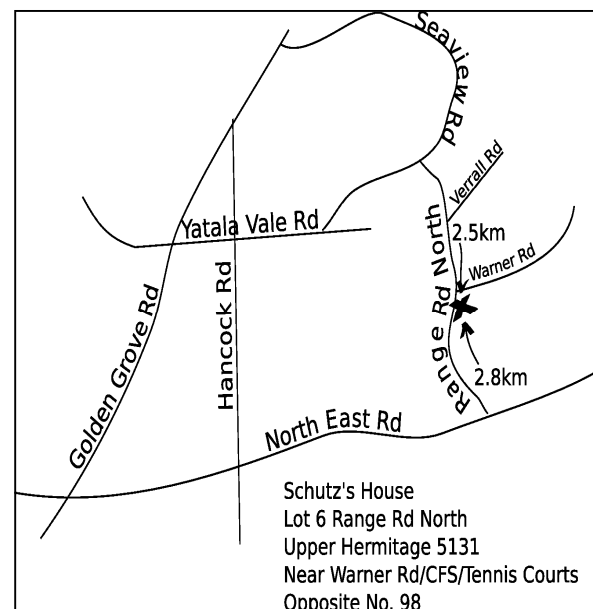 Seaview Rd
Verrall Rd
Yatala Vale Rd
2.5km
Warner Rd
Range Rd North
Hancock Rd
Golden Grove Rd
2.8km
North East Rd
Schutz's House
Lot 6 Range Rd North
Upper Hermitage 5131
Near Warner Rd/CFS/Tennis Courts
Opposite No. 98